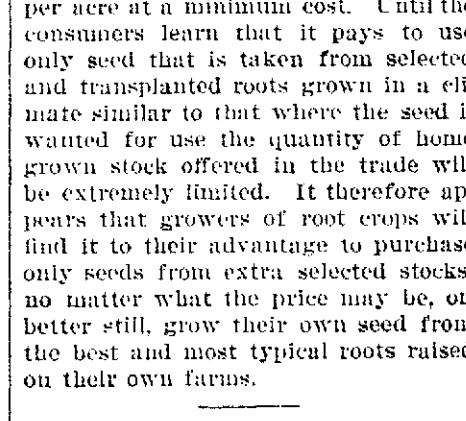 per acre at a minimum cost. Until the
consumers learn that it pays to use
only seed that is taken from selected
and transplanted roots grown in a cli
mate similar to that where the seed i
wanted for use the quantity of home
grown stock offered in the trade wil
be extremely limited. It therefore ap
pears that growers of root crops wil
find it to their advantage to purchase
only seeds from extra selected stocks
no matter what the price may be, or
better still, grow their own seed from
the best and most typical roots raised
on their own farms.